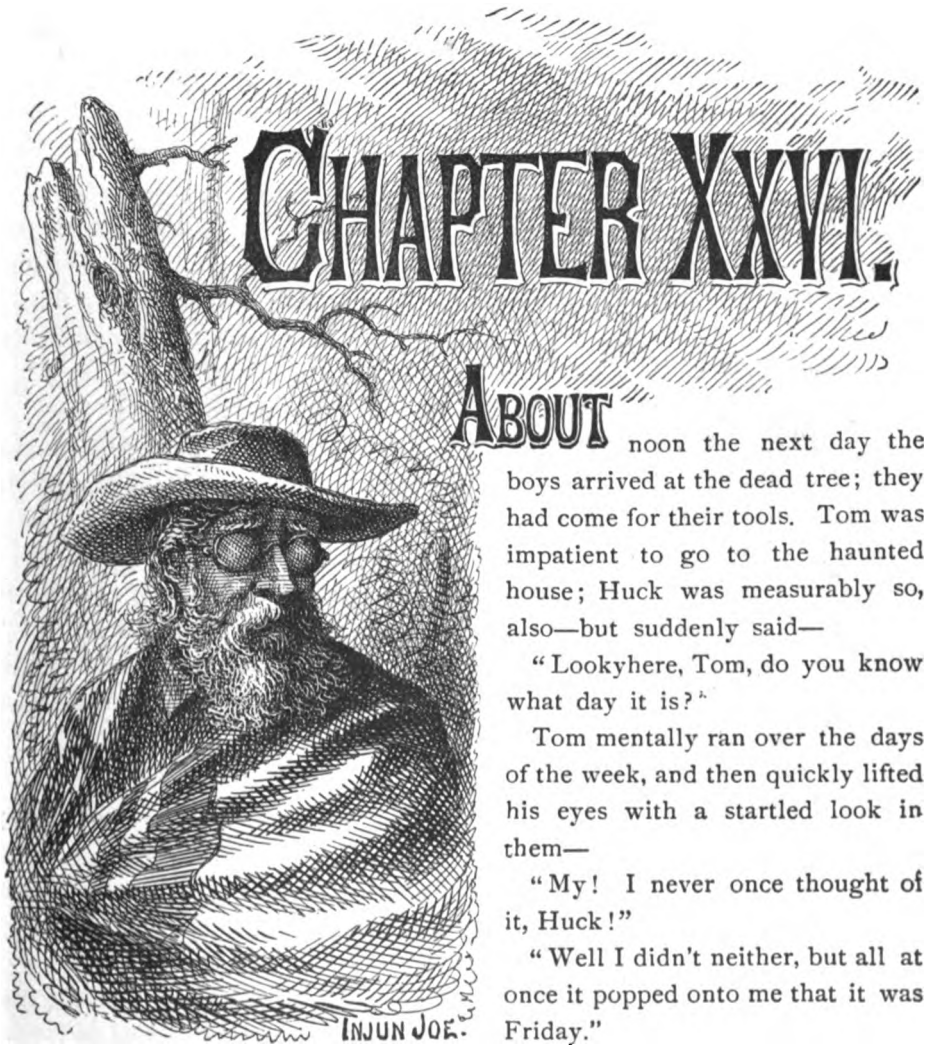 CHAPTER XXVI.
ABOUT noon the next day the
boys arrived at the dead tree; they
had come for their tools. Tom was
impatient to go to the haunted
house; Huck was measurably so,
also—but suddenly said—
"Lookyhere, Tom, do you know
what day it is?"
Tom mentally ran over the days
of the week, and then quickly lifted
his eyes with a startled look in
them—
"My! I never once thought of
it, Huck!"
"Well I didn't neither, but all at
once it popped onto me that it was
Friday."
INJUN JOE.